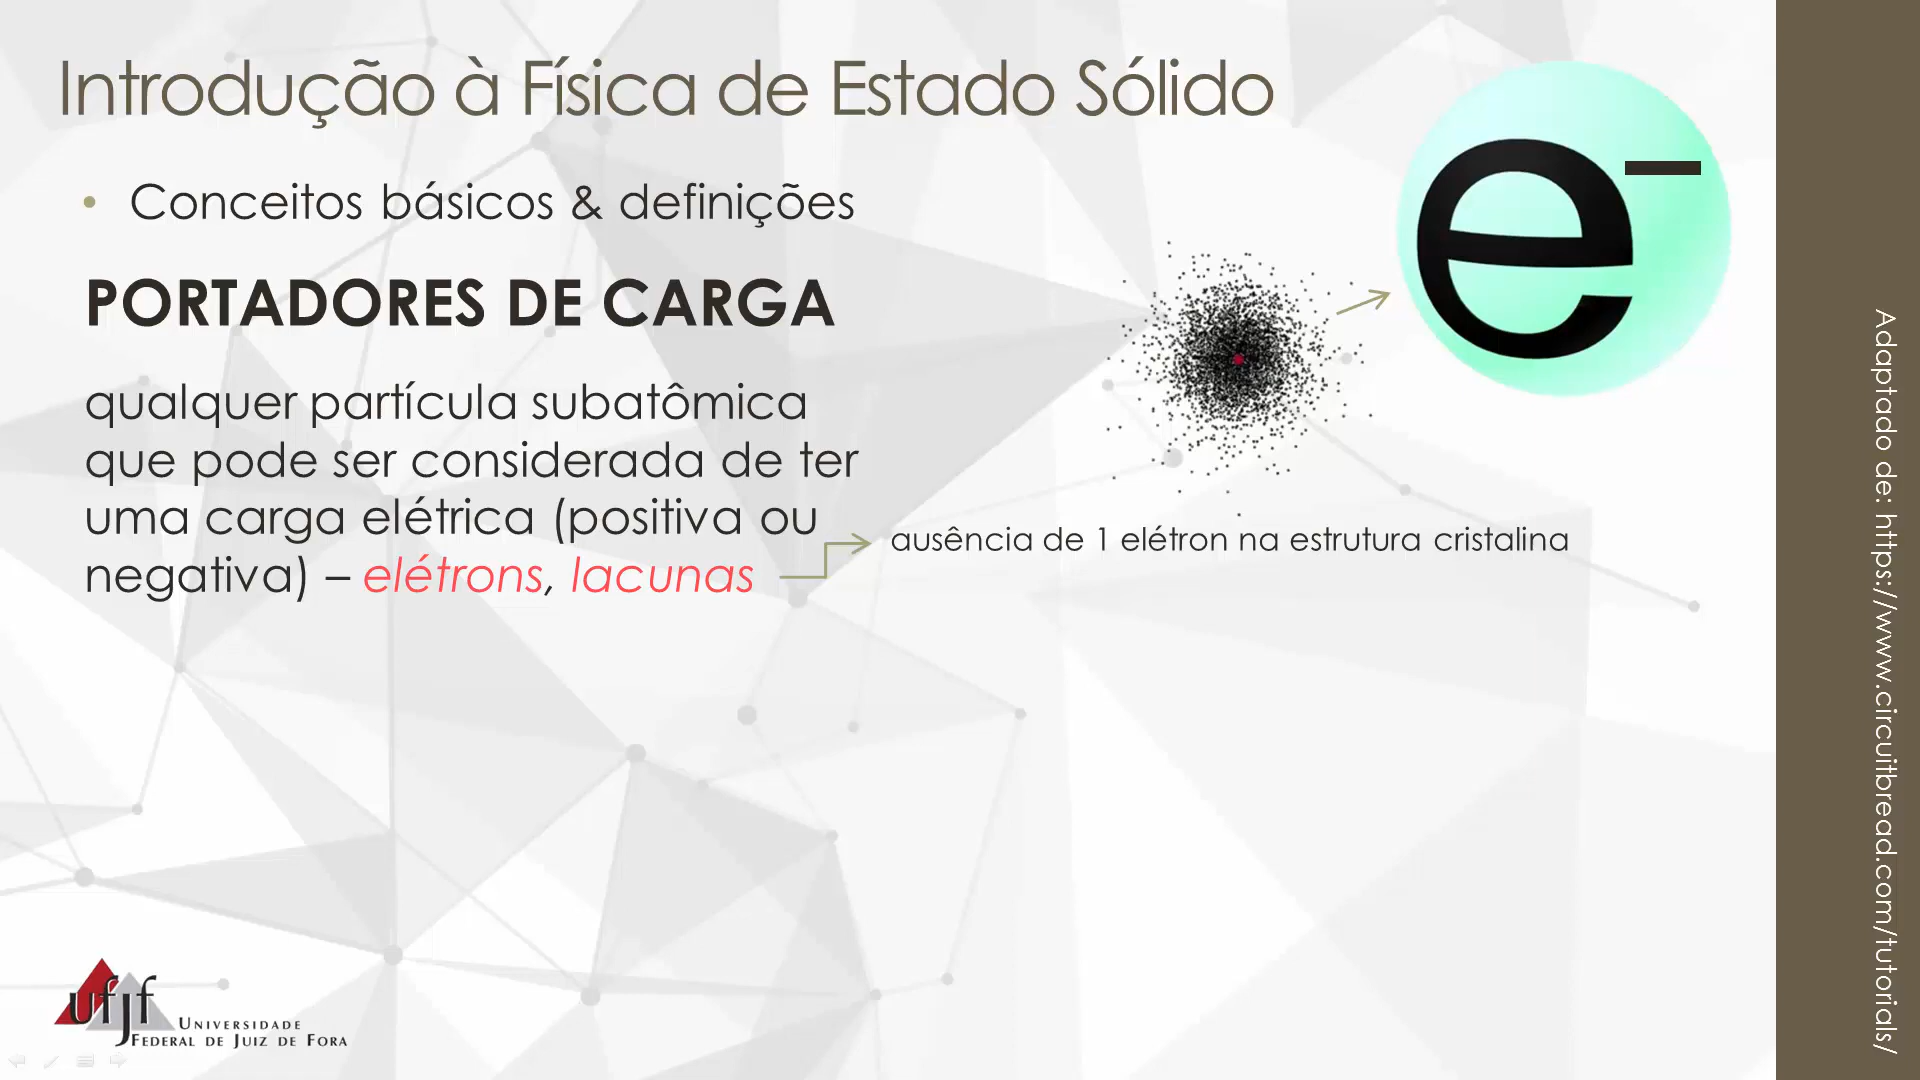 Introdução à Física de Estado Sólido
• Conceitos básicos & definições
PORTADORES DE CARGA
qualquer partícula subatômica
que pode ser considerada de ter
uma carga elétrica (positiva ou
negativa) – elétrons, lacunas
ausência de 1 elétron na estrutura cristalina
e–
Adaptado de: https://www.circuitbread.com/tutorials/
ufjf
UNIVERSIDADE
FEDERAL DE JUIZ DE FORA